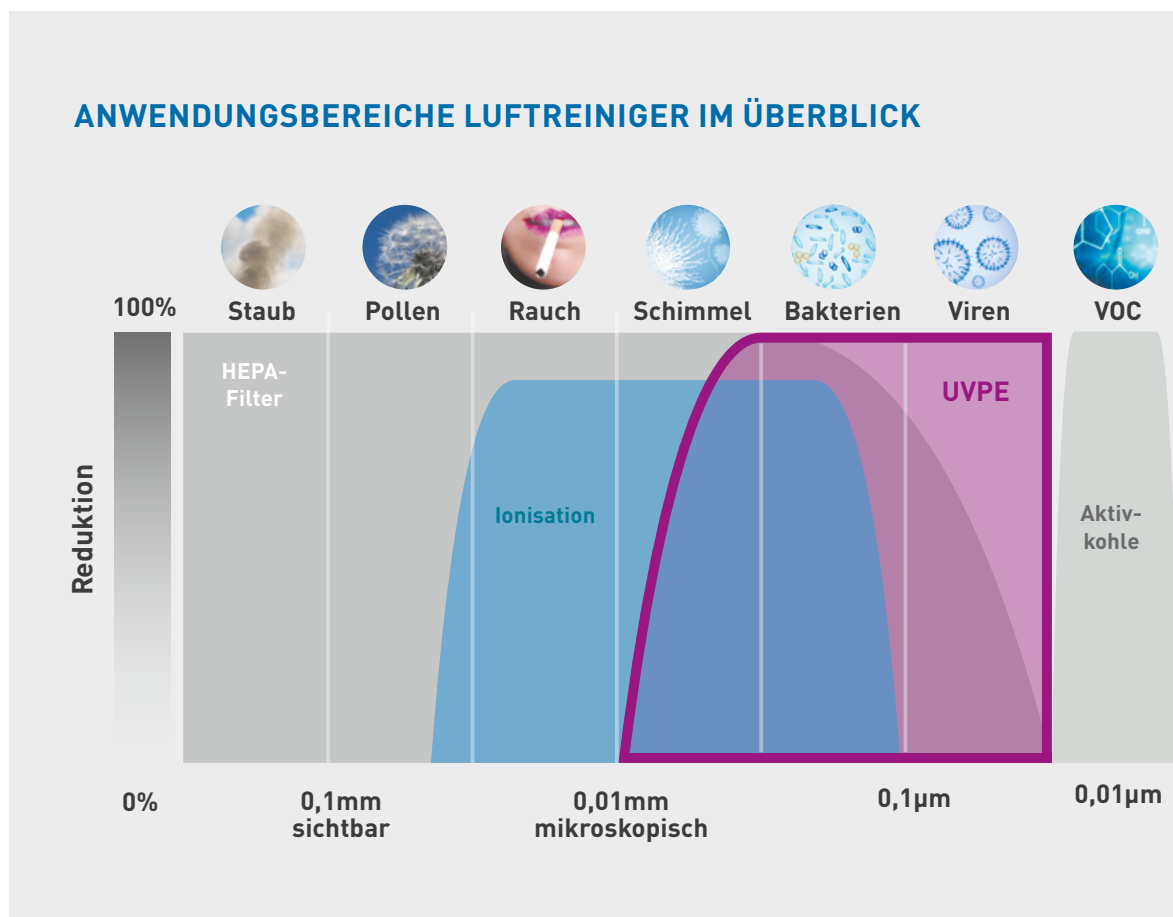 ANWENDUNGSBEREICHE LUFTREINIGER IM ÜBERBLICK
100%
Staub
Pollen
Rauch
Schimmel
Bakterien
Viren
VOC
HEPA-
Filter
UVPE
Ionisation
Aktiv-
kohle
Reduktion
0%
0,1mm
sichtbar
0,01mm
mikroskopisch
0,1µm
0,01µm